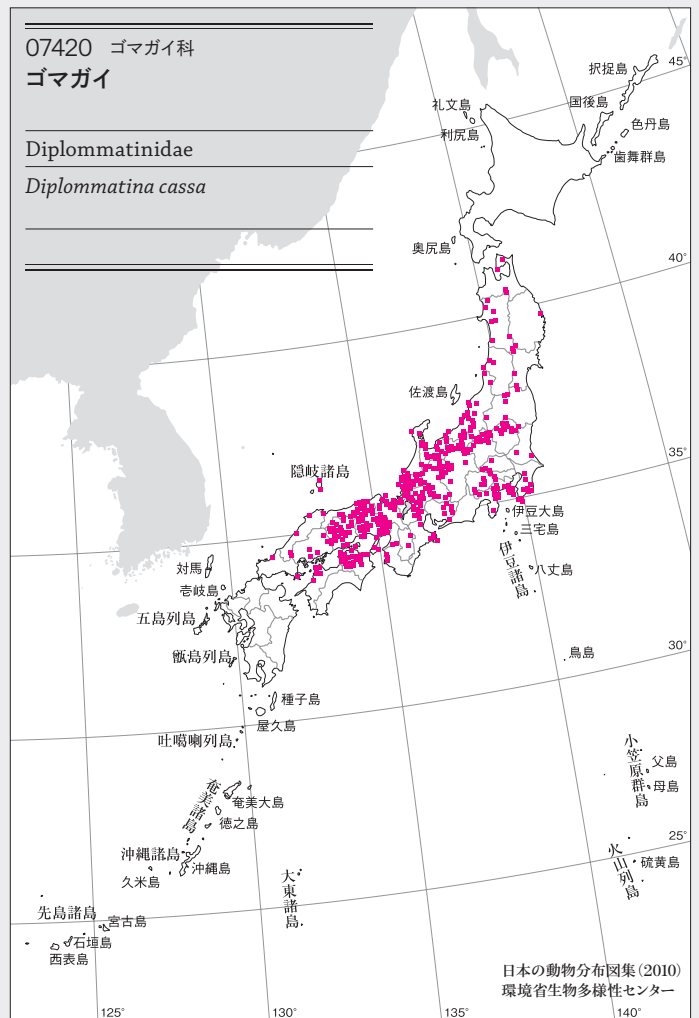 07420 ゴマガイ科
ゴマガイ
Diplommatinidae
Diplommatina cassa
45°
択捉島
礼文島
国後島
色丹島
利尻島
歯舞群島
奥尻島
40°
佐渡島
35°
隠岐諸島
伊豆大島
三宅島
伊豆諸島
八丈島
対馬
壱岐島
五島列島
甑島列島
鳥島
30°
種子島
屋久島
吐噶喇列島
小笠原群島
父島
母島
奄美諸島
奄美大島
徳之島
25°
沖縄諸島
沖縄島
久米島
火山列島
硫黄島
大東諸島
先島諸島
宮古島
石垣島
西表島
日本の動物分布図集(2010)
環境省生物多様性センター
125°
130°
135°
140°